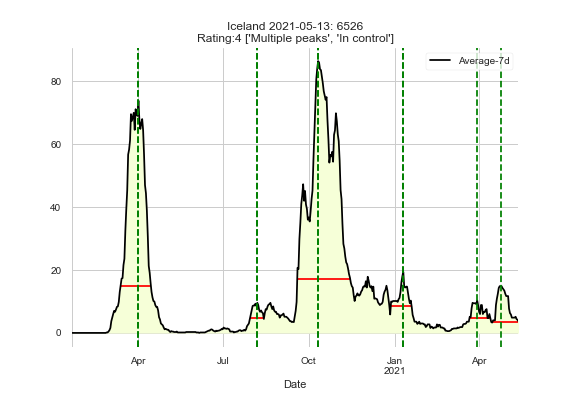 Iceland 2021-05-13: 6526
Rating:4 ['Multiple peaks', 'In control']
Average-7d
80
60
40
20
0
Apr Jul Oct Jan Apr
2021
Date